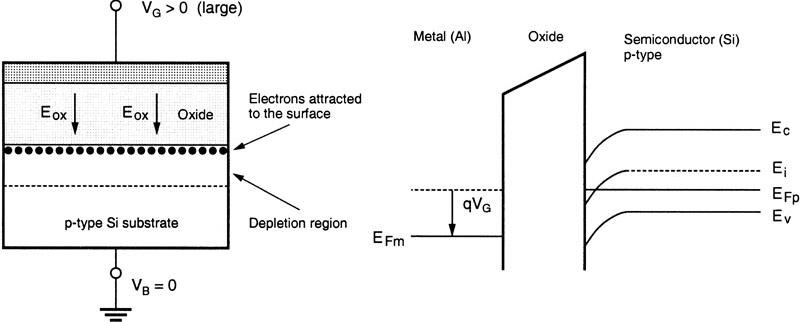 V_G > 0 (large)
E_ox
E_ox
Oxide
Electrons attracted
to the surface
p-type Si substrate
Depletion region
V_B = 0
Metal (Al)
Oxide
Semiconductor (Si)
p-type
E_c
E_i
E_Fp
E_v
qV_G
E_Fm